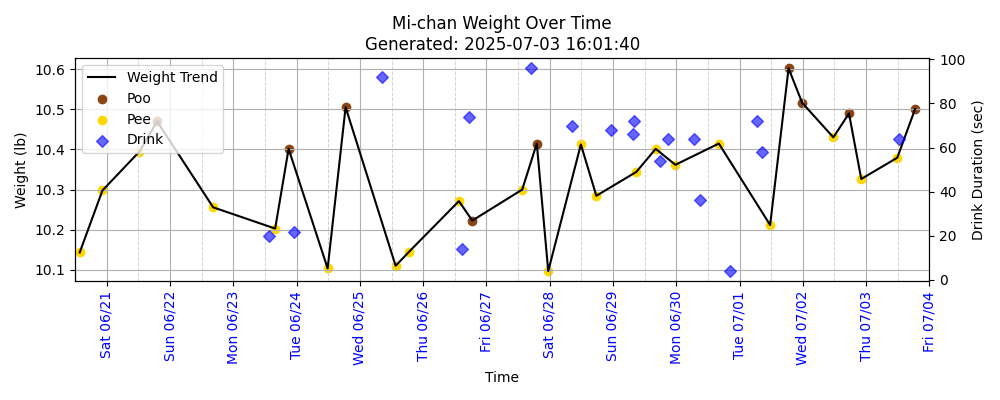 Mi-chan Weight Over Time
Generated: 2025-07-03 16:01:40
Weight Trend
Poo
Pee
Drink
Weight (lb)
10.6
10.5
10.4
10.3
10.2
10.1
100
80
60
40
20
0
Drink Duration (sec)
Sat 06/21
Sun 06/22
Mon 06/23
Tue 06/24
Wed 06/25
Thu 06/26
Fri 06/27
Sat 06/28
Sun 06/29
Mon 06/30
Tue 07/01
Wed 07/02
Thu 07/03
Fri 07/04
Time